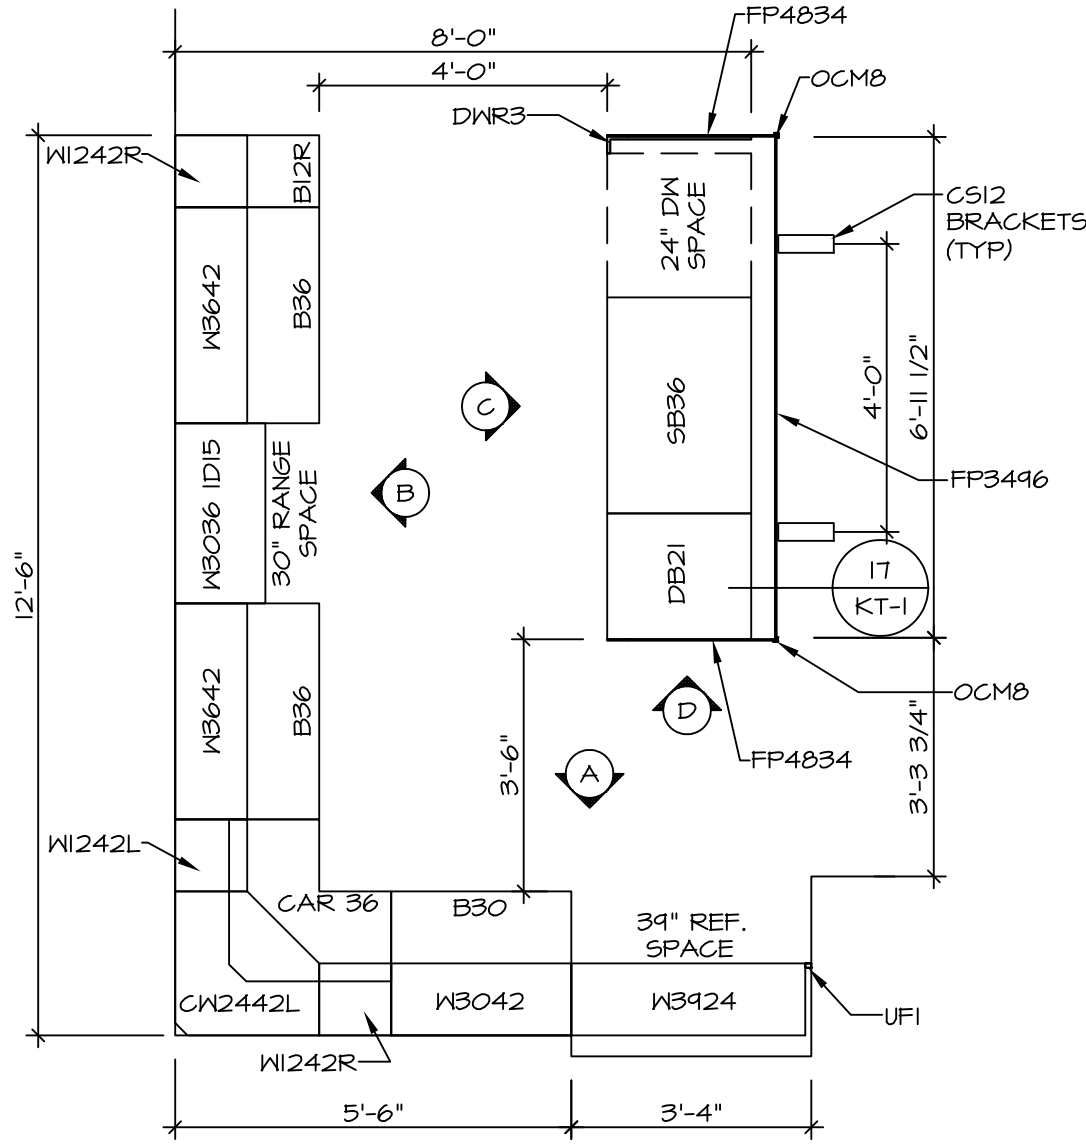 FP4834
8'-0"
4'-0"
OCM8
DWR3
W1242R
B12R
24" DW
SPACE
CS12
BRACKETS
(TYP)
W3642
B36
C
4'-0"
6'-11 1/2"
SB36
B
W3036 1D15
30" RANGE
SPACE
FP3496
12'-6"
DB21
17
KT-1
W3642
B36
OCM8
D
3'-6"
A
FP4834
3'-3 3/4"
W1242L
CAR 36
B30
39" REF.
SPACE
CW2442L
W3042
W3924
UF1
W1242R
5'-6"
3'-4"